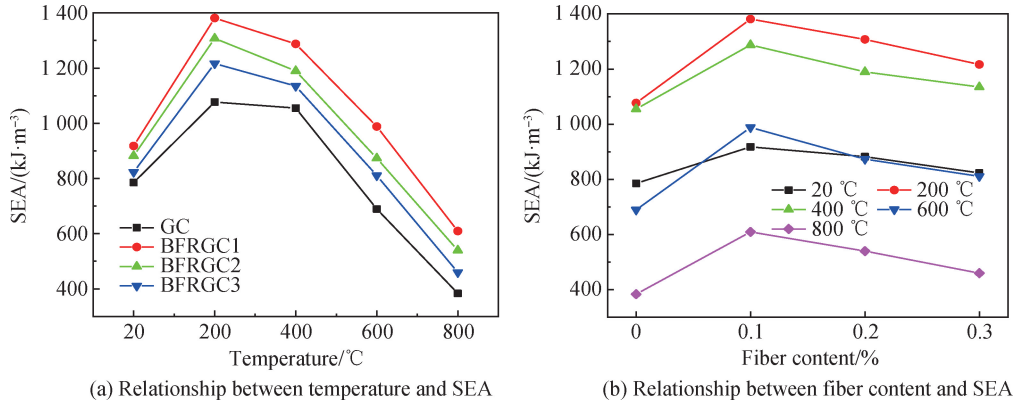 1 400
1 200
1 000
800
600
400
SEA/(kJ·m⁻³)
GC
BFRGC1
BFRGC2
BFRGC3
20 200 400 600 800
Temperature/℃
(a) Relationship between temperature and SEA
1 400
1 200
1 000
800
600
400
SEA/(kJ·m⁻³)
20 ℃ 200 ℃
400 ℃ 600 ℃
800 ℃
0 0.1 0.2 0.3
Fiber content/%
(b) Relationship between fiber content and SEA